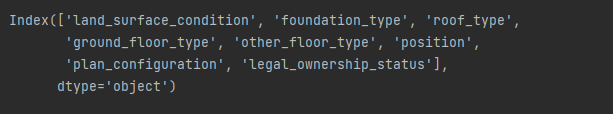 Index(['land_surface_condition', 'foundation_type', 'roof_type',
       'ground_floor_type', 'other_floor_type', 'position',
       'plan_configuration', 'legal_ownership_status'],
      dtype='object')